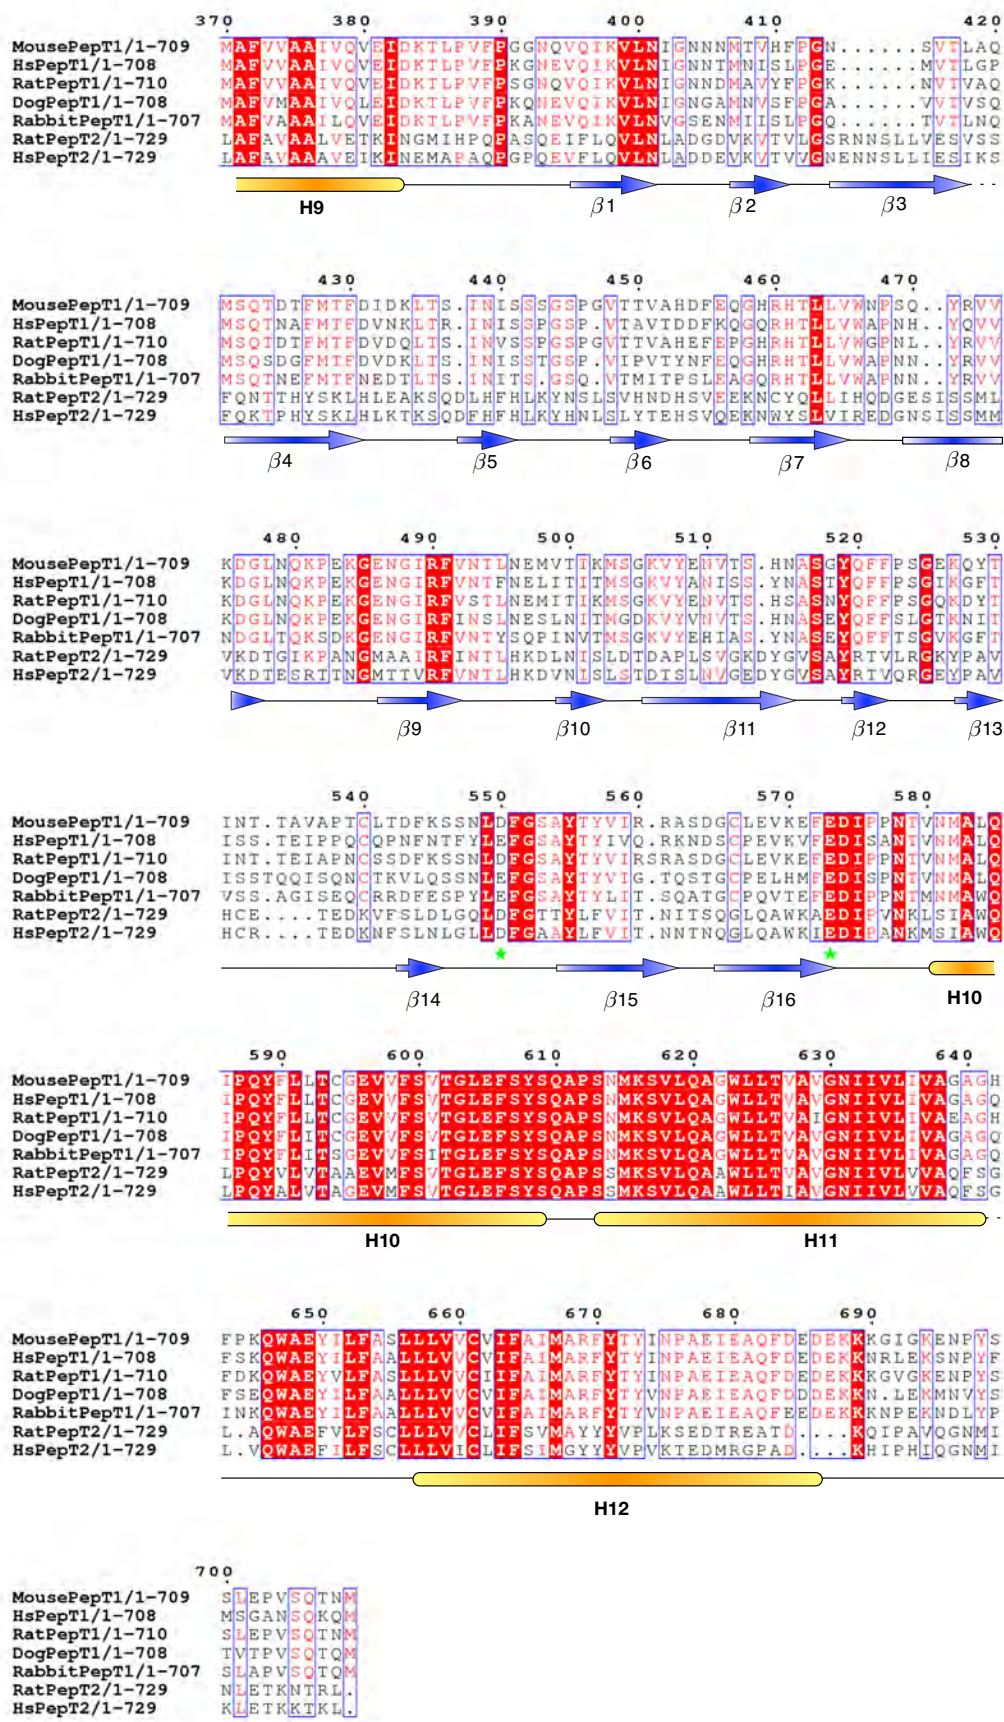 370 380 390 400 410 420
MousePepT1/1-709 MAFVVAAIVQVEIDKTLPVFPGGNQVQIKVLNIGNNNMTVHFPGN......SVTLAQ
HsPepT1/1-708 MAFVVAAIVQVEIDKTLPVFPKGNEVQIKVLNIGNNTMNISLPGE......MVTLGP
RatPepT1/1-710 MAFVVAAIVQVEIDKTLPVFPSGNQVQIKVLNIGNNDMAVYFPGK......NVTVAQ
DogPepT1/1-708 MAFVMAAIVQLEIDKTLPVFPKQNEVQIKVLNIGNGAMNVSFPGA......VVTVSQ
RabbitPepT1/1-707 MAFVAAAILQVEIDKTLPVFPKANEVQIKVLNVGSENMIISLPGQ......TVTLNQ
RatPepT2/1-729 LAFAVAALVETKINGMIHPQPASQEIFLQVLNLADGDVKVTVLGSRNNSLLVESVSS
HsPepT2/1-729 LAFAVAAAVEIKINEMAPAQPGPQEVFLQVLNLADDEVKVTVVGNENNSLLIESIKS
H9 β1 β2 β3
430 440 450 460 470
MousePepT1/1-709 MSQTDTFMTFDIDKLTS.INISSSGSPGVTTVAHDFEQGHRHTLLVWNPSQ..YRVV
HsPepT1/1-708 MSQTNAFMTFDVNKLTR.INISSPGSP.VTAVTDDFKQGQRHTLLVWAPNH..YQVV
RatPepT1/1-710 MSQTDTFMTFDVDQLTS.INVSSPGSPGVTTVAHEFEPGHRHTLLVWGPNL..YRVV
DogPepT1/1-708 MSQSDGFMTFDVDKLTS.INISSTGSP.VIPVTYNFEQGHRHTLLVWAPNN..YRVV
RabbitPepT1/1-707 MSQTNEFMTFNEDTLTS.INITS.GSQ.VTMITPSLEAGQRHTLLVWAPNN..YRVV
RatPepT2/1-729 FQNTTHYSKLHLEAKSQDLHFHLKYNSLSVHNDHSVEEKNCYQLLIHQDGESISSML
HsPepT2/1-729 FQKTPHYSKLHLKTKSQDFHFHLKYHNLSLYTEHSVQEKNWYSLVIREDGNSISSMM
β4 β5 β6 β7 β8
480 490 500 510 520 530
MousePepT1/1-709 KDGLNQKPEKGENGIRFVNTLNEMVTIKMSGKVYENVTS.HNASGYQFFPSGEKQYT
HsPepT1/1-708 KDGLNQKPEKGENGIRFVNTFNELITITMSGKVYANISS.YNASTYQFFPSGIKGFT
RatPepT1/1-710 KDGLNQKPEKGENGIRFVSTLNEMITIKMSGKVYENVTS.HSASNYQFFPSGQKDYT
DogPepT1/1-708 KDGLNQKPEKGENGIRFINSLNESLNITMGDKVYVNVTS.HNASEYQFFSLGTKNIT
RabbitPepT1/1-707 NDGLTQKSDKGENGIRFVNTYSQPINVTMSGKVYEHIAS.YNASEYQFFTSGVKGFT
RatPepT2/1-729 VKDTGIKPANGMAAIRFINTLHKDLNISLDTDAPLSVGKDYGVSAYRTVLRGKYPAV
HsPepT2/1-729 VKDTESRTTNGMTTVRFVNTLHKDVNISLSTDTSLNVGEDYGVSAYRTVQRGEYPAV
β9 β10 β11 β12 β13
540 550 560 570 580
MousePepT1/1-709 INT.TAVAPTCLTDFKSSNLDFGSAYTYVIR.RASDGCLEVKEFEDIPPNTVNMALQ
HsPepT1/1-708 ISS.TEIPPQCQPNFNTFYLEFGSAYTYIVQ.RKNDSCPEVKVFEDISANTVNMALQ
RatPepT1/1-710 INT.TEIAPNCSSDFKSSNLDFGSAYTYVIRSRASDGCLEVKEFEDIPPNTVNMALQ
DogPepT1/1-708 ISSTQQISQNCTKVLQSSNLEFGSAYTYVIG.TQSTGCPELHMFEDISPNTVNMALQ
RabbitPepT1/1-707 VSS.AGISEQCRRDFESPYLEFGSAYTYLIT.SQATGCPQVTEFEDIPPNTMNMAWQ
RatPepT2/1-729 HCE....TEDKVFSLDLGQLDFGTTYLFVIT.NITSQGLQAWKAEDIPVNKLSIAWQ
HsPepT2/1-729 HCR....TEDKNFSLNLGLLDFGAAYLFVIT.NNTNQGLQAWKIEDIPANKMSIAWQ
β14 β15 β16 H10
590 600 610 620 630 640
MousePepT1/1-709 IPQYFLLTCGEVVFSVTGLEFSYSQAPSNMKSVLQAGWLLTVAVGNIIVLIVAGAGH
HsPepT1/1-708 IPQYFLLTCGEVVFSVTGLEFSYSQAPSNMKSVLQAGWLLTVAVGNIIVLIVAGAGQ
RatPepT1/1-710 IPQYFLLTCGEVVFSVTGLEFSYSQAPSNMKSVLQAGWLLTVAIGNIIVLIVAEAGH
DogPepT1/1-708 IPQYFLITCGEVVFSVTGLEFSYSQAPSNMKSVLQAGWLLTVAVGNIIVLIVAGAGQ
RabbitPepT1/1-707 IPQYFLITSGEVVFSITGLEFSYSQAPSNMKSVLQAGWLLTVAVGNIIVLIVAGAGQ
RatPepT2/1-729 LPQYVLVTAAEVMFSVTGLEFSYSQAPSSMKSVLQAAWLLTVAVGNIIVLVVAQFSG
HsPepT2/1-729 LPQYALVTAGEVMFSVTGLEFSYSQAPSSMKSVLQAAWLLTIAVGNIIVLVVAQFSG
H10 H11
650 660 670 680 690
MousePepT1/1-709 FPKQWAEYILFASLLLVVCVIFAIMARFYTYINPAEIEAQFDEDEKKKGIGKENPYS
HsPepT1/1-708 FSKQWAEYILFAALLLVVCVIFAIMARFYTYINPAEIEAQFDEDEKKNRLEKSNPYF
RatPepT1/1-710 FDKQWAEYVLFASLLLVVCIIFAIMARFYTYINPAEIEAQFDEDEKKKGVGKENPYS
DogPepT1/1-708 FSEQWAEYILFAALLLVVCIIFAIMARFYTYVNPAEIEAQFDDDEKKN.LEKMNVYS
RabbitPepT1/1-707 INKQWAEYILFAALLLVVCVIFAIMARFYTYVNPAEIEAQFEEDEKKKNPEKNDLYP
RatPepT2/1-729 L.AQWAEFVLFSCLLLVVCLIFSVMAYYYVPLKSEDTREATD....KQIPAVQGNMI
HsPepT2/1-729 L.VQWAEFILFSCLLLVICLIFSIMGYYYVPVKTEDMRGPAD....KHIPHIQGNMI
H12
700
MousePepT1/1-709 SLEPVSQTNM
HsPepT1/1-708 MSGANSQKQM
RatPepT1/1-710 SLEPVSQTNM
DogPepT1/1-708 TVTPVSQTQM
RabbitPepT1/1-707 SLAPVSQTQM
RatPepT2/1-729 NLETKNTRL.
HsPepT2/1-729 KLETKKTKL.